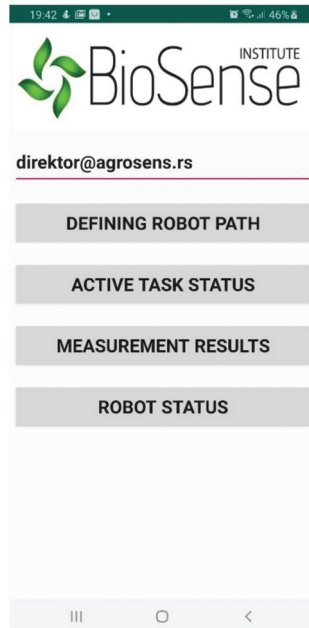 19:42
46%
INSTITUTE
BioSense
direktor@agrosens.rs
DEFINING ROBOT PATH
ACTIVE TASK STATUS
MEASUREMENT RESULTS
ROBOT STATUS